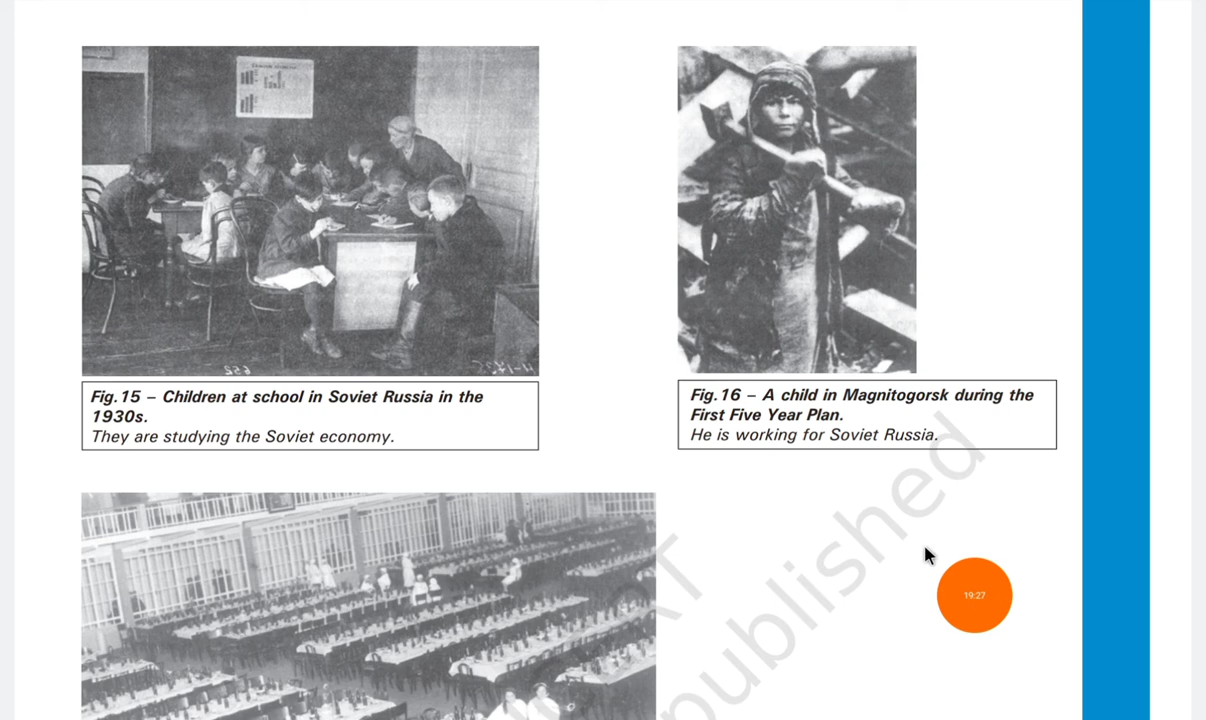 Fig.15 – Children at school in Soviet Russia in the
1930s.
They are studying the Soviet economy.
Fig.16 – A child in Magnitogorsk during the
First Five Year Plan.
He is working for Soviet Russia.
published
19:27